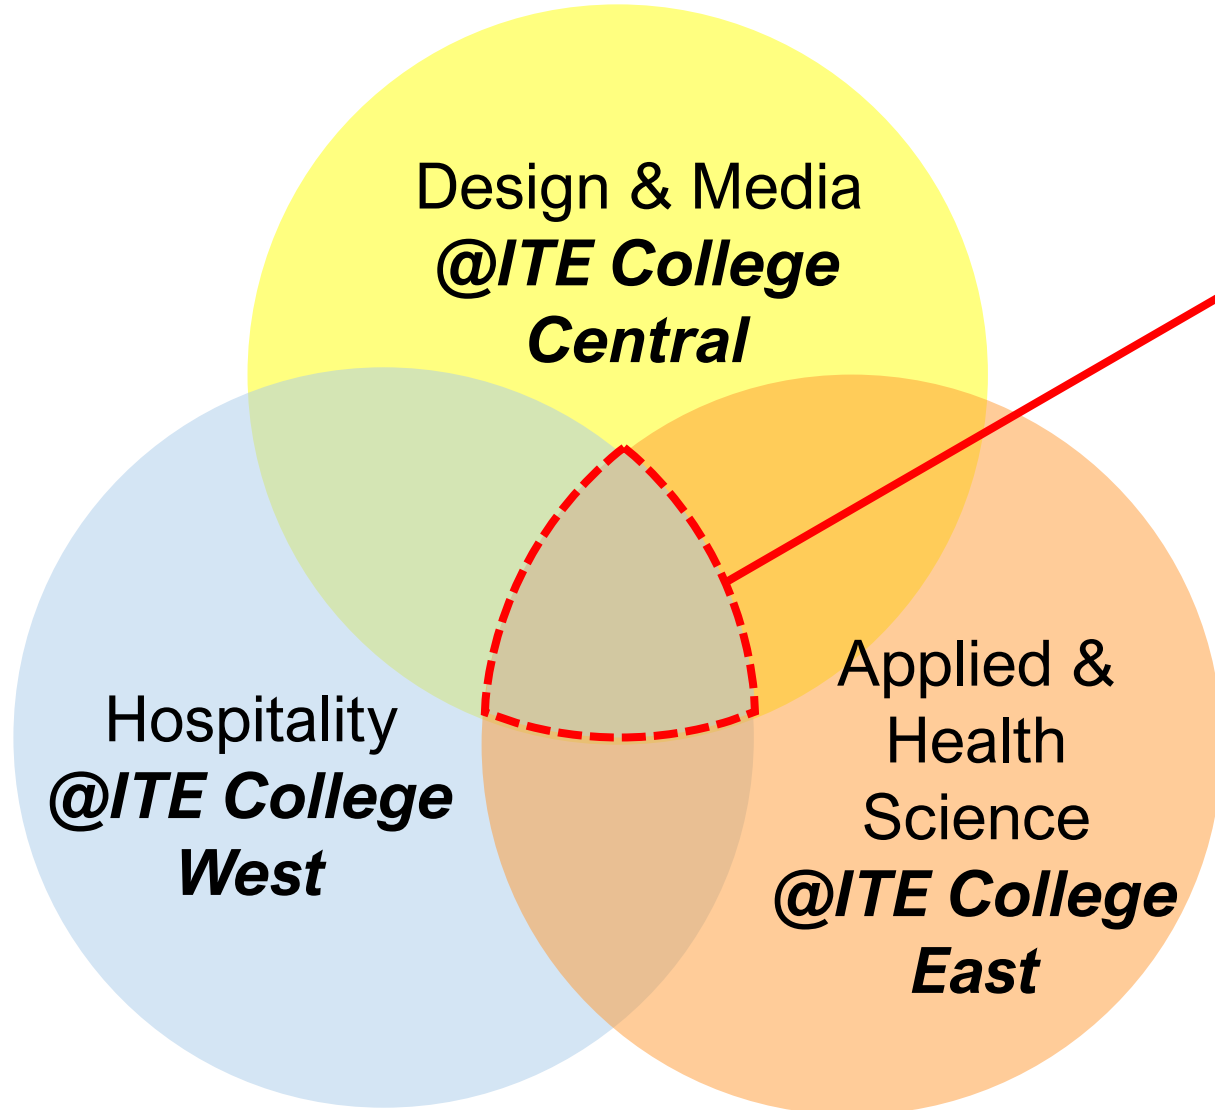 Design & Media
@ITE College
Central
Hospitality
@ITE College
West
Applied &
Health
Science
@ITE College
East